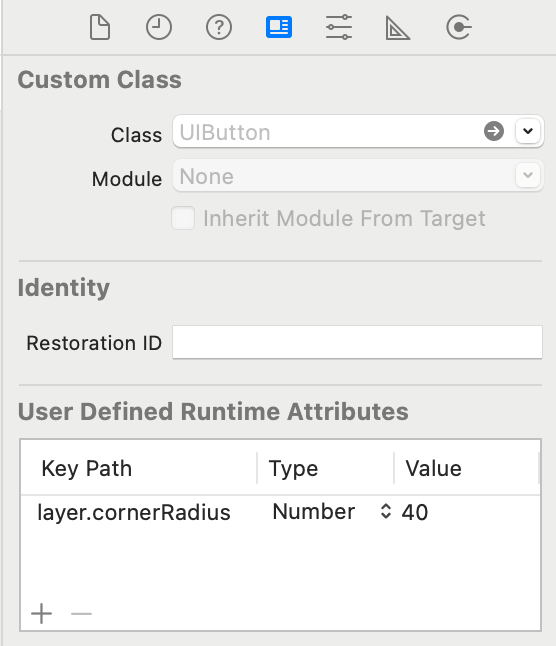 ?
Custom Class
Class UIButton
Module None
Inherit Module From Target
Identity
Restoration ID
User Defined Runtime Attributes
Key Path Type Value
layer.cornerRadius Number 40